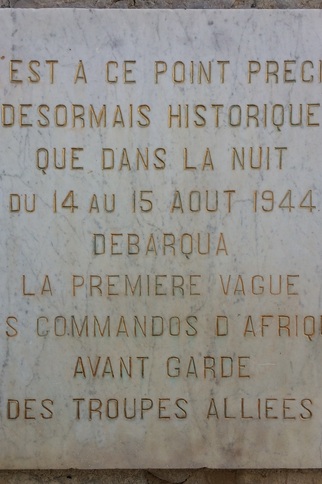 EST A CE POINT PRECI
DESORMAIS HISTORIQUE
QUE DANS LA NUIT
DU 14 AU 15 AOUT 1944
DEBARQUA
LA PREMIERE VAGUE
S COMMANDOS D'AFRIQ
AVANT GARDE
DES TROUPES ALLIEES